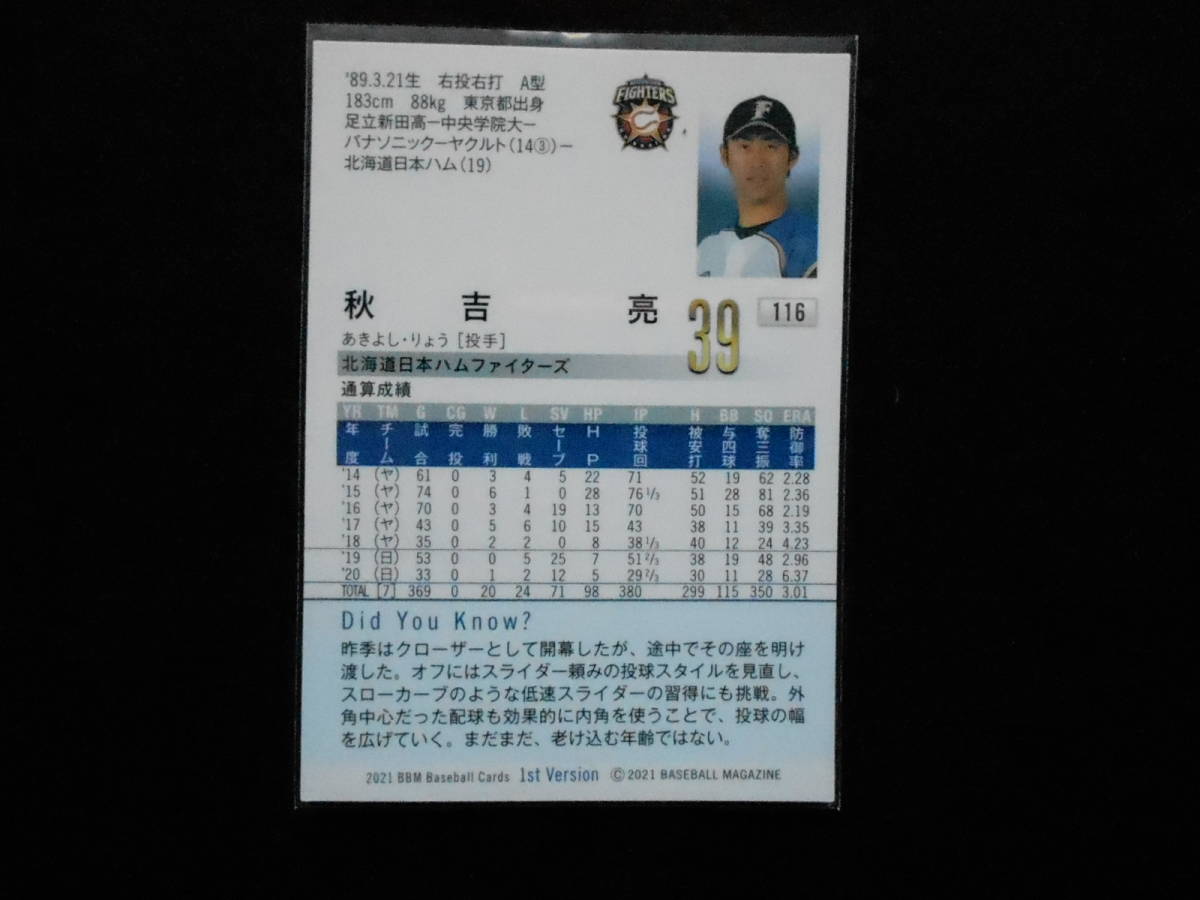 '89.3.21生　右投右打　A型
183cm　88kg　東京都出身
足立新田高ー中央学院大ー
パナソニックーヤクルト(14③)ー
北海道日本ハム(19)
FIGHTERS
F
秋　吉　亮　39　116
あきよし・りょう［投手］
北海道日本ハムファイターズ
通算成績
YR TM G CG W L SV HP IP H BB SO ERA
年度 チーム 試合 完投 勝利 敗戦 セーブ HP 投球回 被安打 与四球 奪三振 防御率
'14 (ヤ) 61 0 3 4 5 22 71 52 19 62 2.28
'15 (ヤ) 74 0 6 1 0 28 76 1/3 51 28 81 2.36
'16 (ヤ) 70 0 3 4 19 13 70 50 15 68 2.19
'17 (ヤ) 43 0 5 6 10 15 43 38 11 39 3.35
'18 (ヤ) 35 0 2 2 0 8 38 1/3 40 12 24 4.23
'19 (日) 53 0 0 5 25 7 51 2/3 38 19 48 2.96
'20 (日) 33 0 1 2 12 5 29 2/3 30 11 28 6.37
TOTAL [7] 369 0 20 24 71 98 380 299 115 350 3.01
Did You Know?
昨季はクローザーとして開幕したが、途中でその座を明け
渡した。オフにはスライダー頼みの投球スタイルを見直し、
スローカーブのような低速スライダーの習得にも挑戦。外
角中心だった配球も効果的に内角を使うことで、投球の幅
を広げていく。まだまだ、老け込む年齢ではない。
2021 BBM Baseball Cards 1st Version ©2021 BASEBALL MAGAZINE